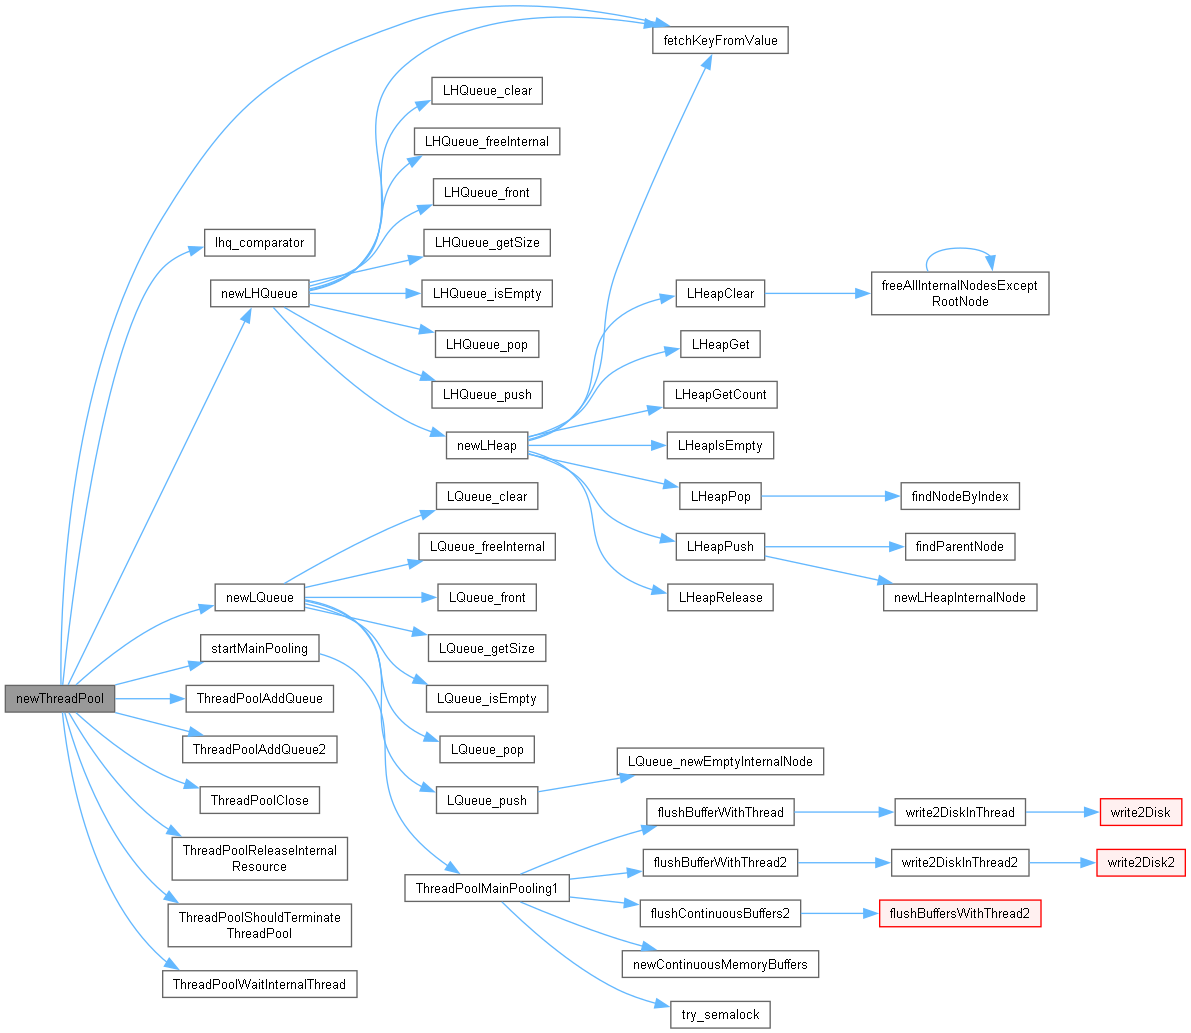 fetchKeyFromValue
LHQueue_clear
LHQueue_freeInternal
LHQueue_front
lhq_comparator
LHQueue_getSize
newLHQueue
LHQueue_isEmpty
LHeapClear
freeAllInternalNodesExcept
RootNode
LHQueue_pop
LHeapGet
LHQueue_push
LHeapGetCount
newLHeap
LHeapIsEmpty
LQueue_clear
LHeapPop
findNodeByIndex
LQueue_freeInternal
LHeapPush
findParentNode
newLQueue
LQueue_front
LHeapRelease
newLHeapInternalNode
startMainPooling
LQueue_getSize
newThreadPool
ThreadPoolAddQueue
LQueue_isEmpty
ThreadPoolAddQueue2
LQueue_pop
LQueue_newEmptyInternalNode
ThreadPoolClose
LQueue_push
flushBufferWithThread
write2DiskInThread
write2Disk
ThreadPoolReleaseInternal
Resource
flushBufferWithThread2
write2DiskInThread2
write2Disk2
ThreadPoolMainPooling1
ThreadPoolShouldTerminate
ThreadPool
flushContinuousBuffers2
flushBuffersWithThread2
newContinuousMemoryBuffers
ThreadPoolWaitInternalThread
try_semalock